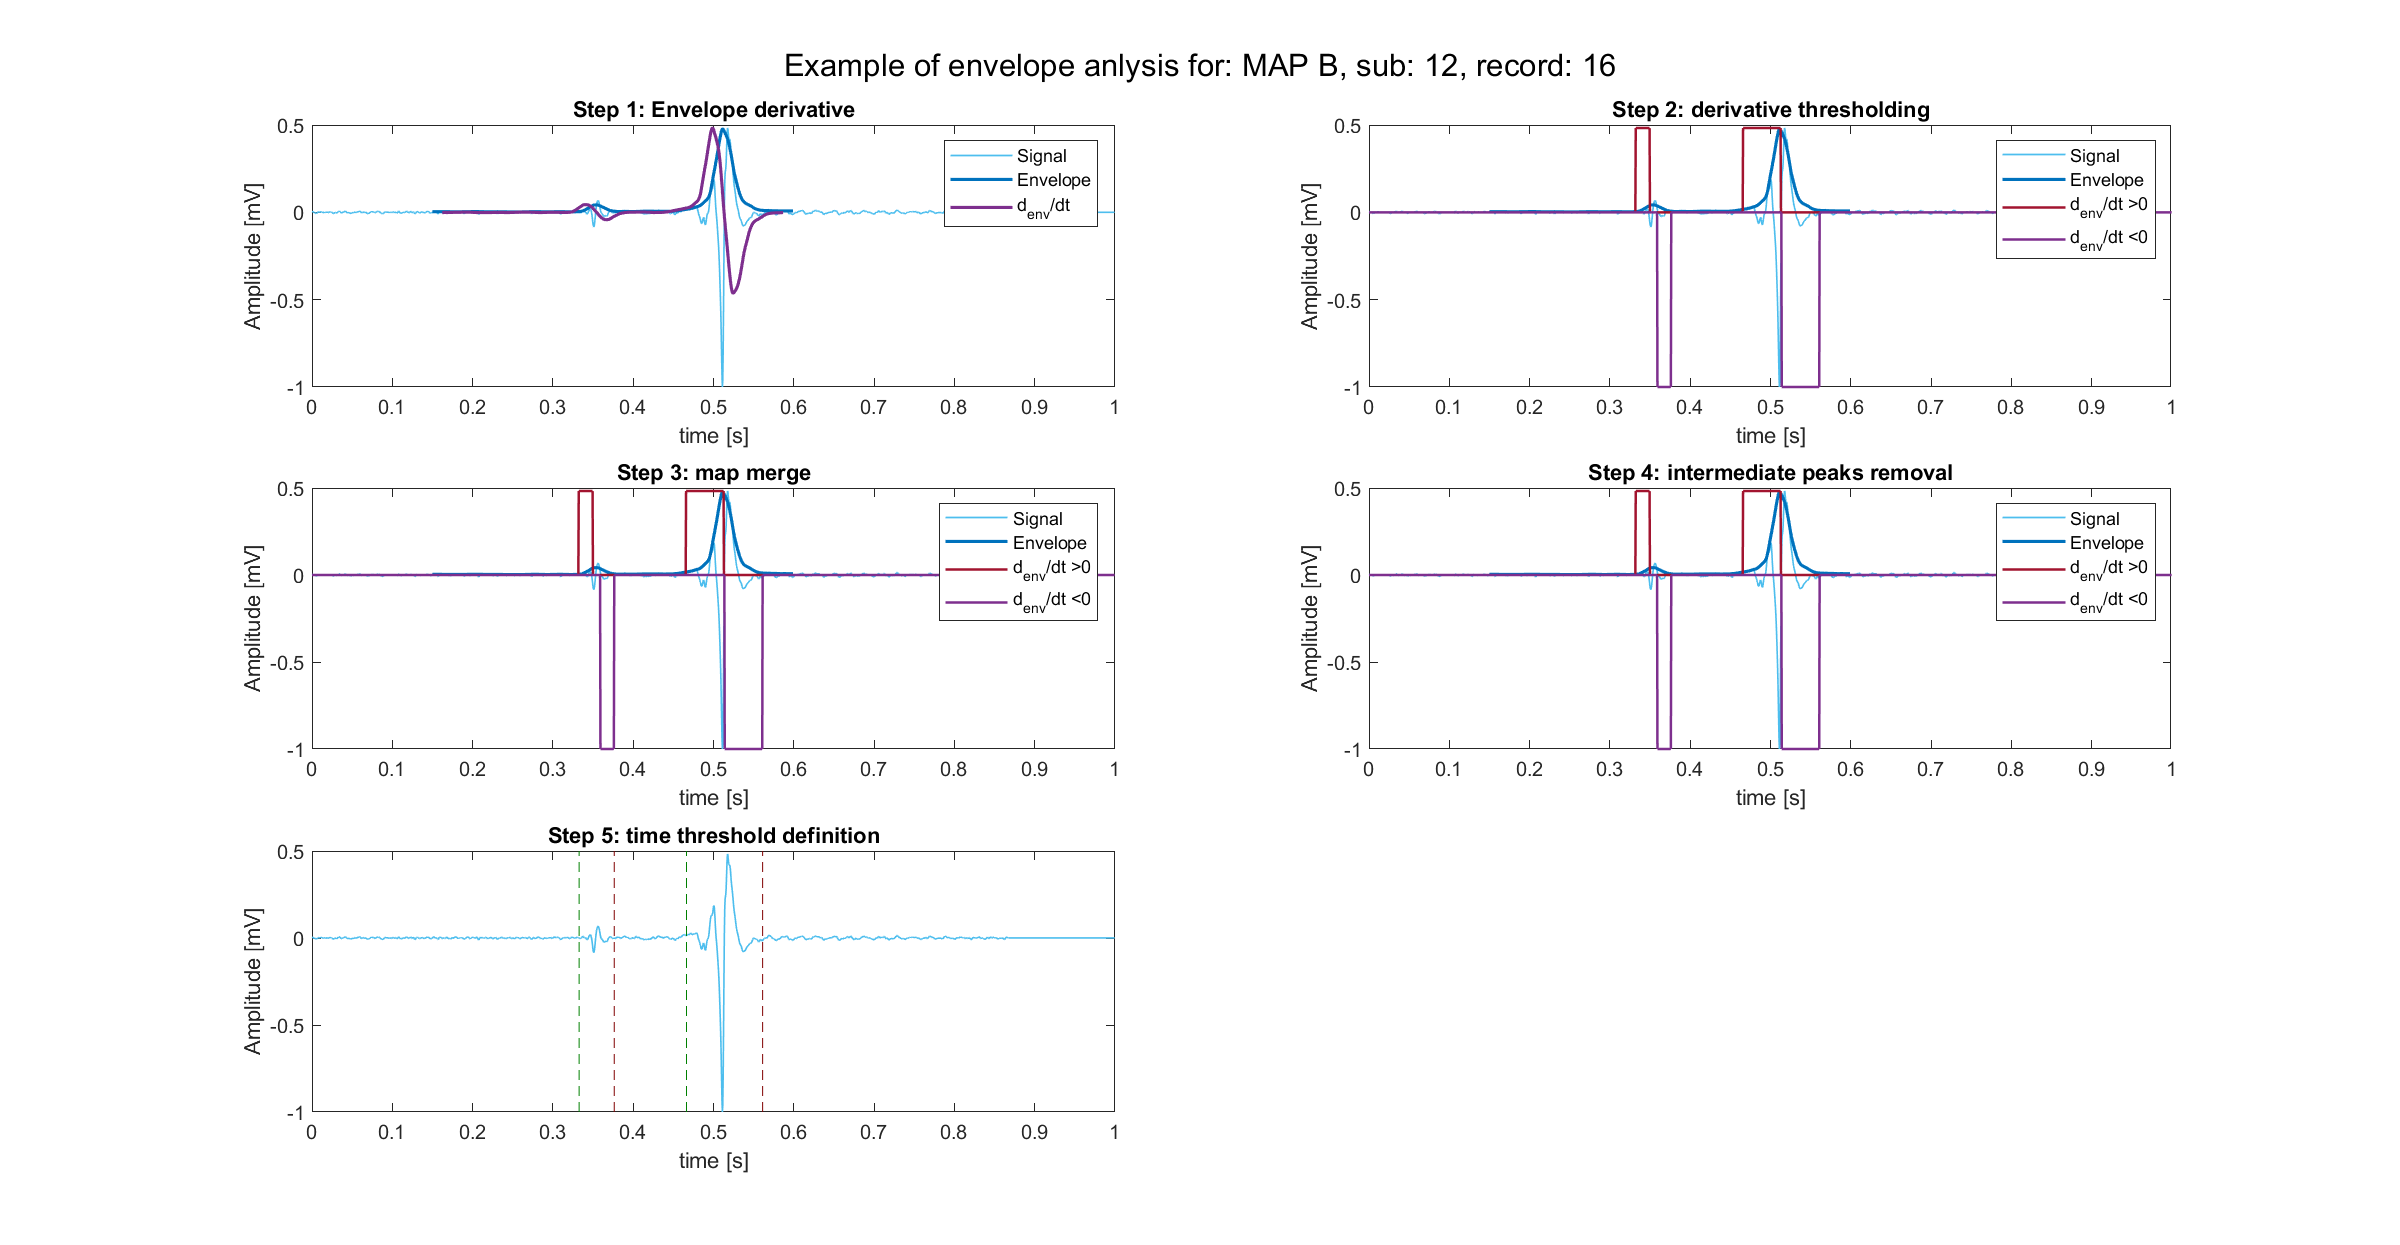 Example of envelope anlysis for: MAP B, sub: 12, record: 16
Step 1: Envelope derivative
0.5
0
-0.5
-1
Amplitude [mV]
0 0.1 0.2 0.3 0.4 0.5 0.6 0.7 0.8 0.9 1
time [s]
Signal
Envelope
d_env/dt
Step 2: derivative thresholding
0.5
0
-0.5
-1
Amplitude [mV]
0 0.1 0.2 0.3 0.4 0.5 0.6 0.7 0.8 0.9 1
time [s]
Signal
Envelope
d_env/dt >0
d_env/dt <0
Step 3: map merge
0.5
0
-0.5
-1
Amplitude [mV]
0 0.1 0.2 0.3 0.4 0.5 0.6 0.7 0.8 0.9 1
time [s]
Signal
Envelope
d_env/dt >0
d_env/dt <0
Step 4: intermediate peaks removal
0.5
0
-0.5
-1
Amplitude [mV]
0 0.1 0.2 0.3 0.4 0.5 0.6 0.7 0.8 0.9 1
time [s]
Signal
Envelope
d_env/dt >0
d_env/dt <0
Step 5: time threshold definition
0.5
0
-0.5
-1
Amplitude [mV]
0 0.1 0.2 0.3 0.4 0.5 0.6 0.7 0.8 0.9 1
time [s]